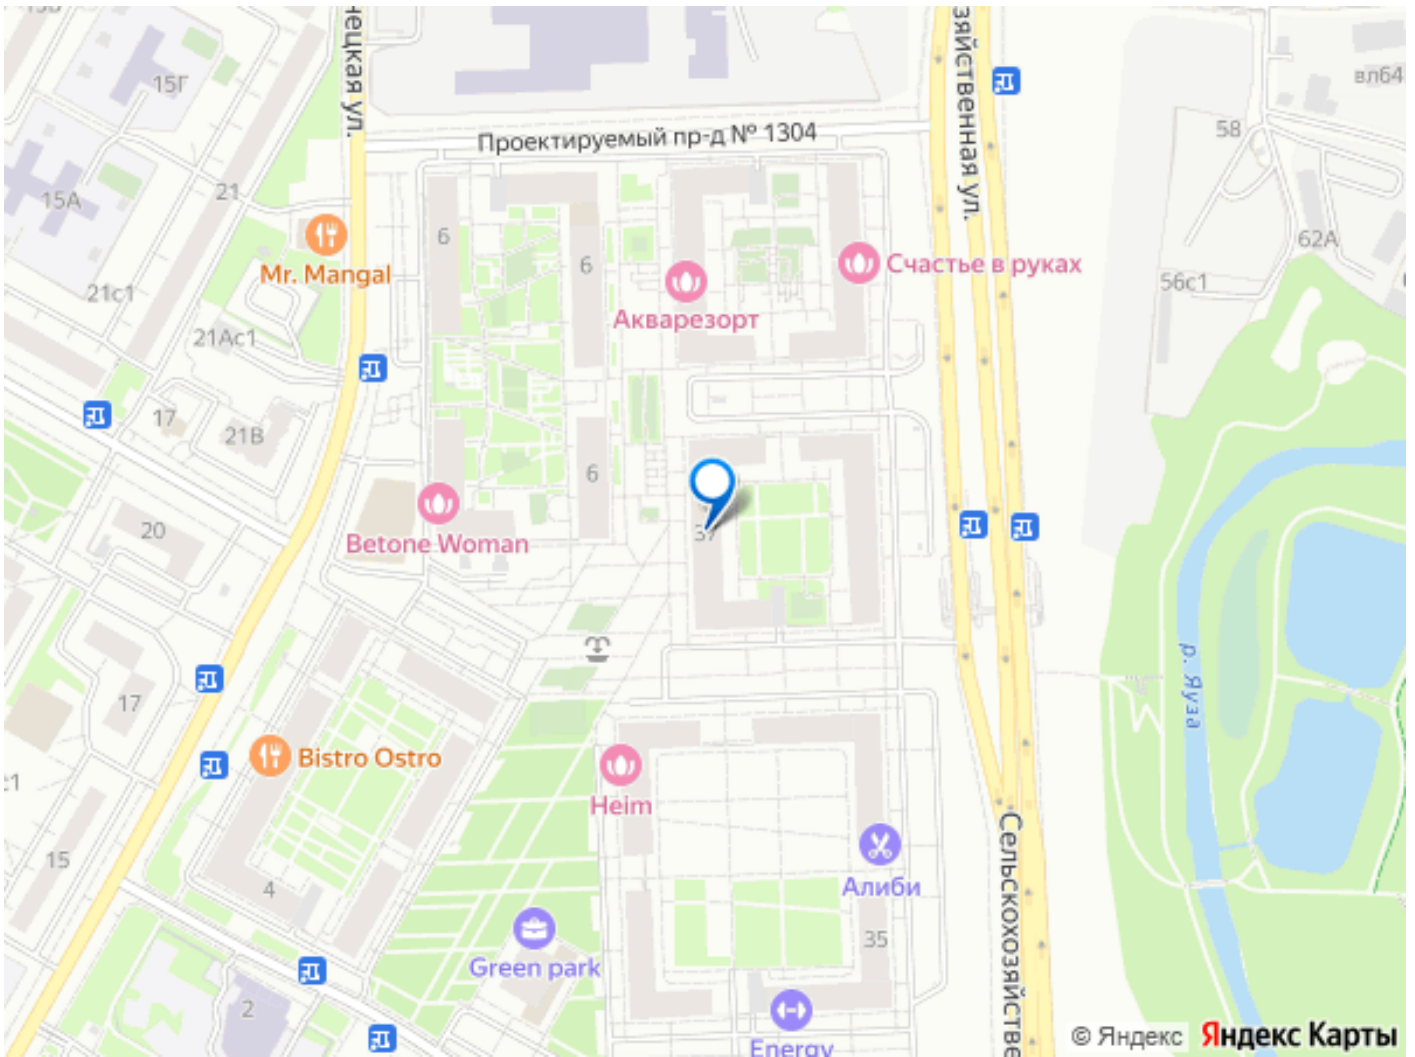 нецкая ул.
зяйственная ул.
15Г
вл64
Проектируемый пр-д № 1304
58
15А
21
6
6
62А
Mr. Mangal
Счастье в руках
21с1
56с1
Акварезорт
21Ас1
17
21В
6
20
37
Betone Woman
р. Яуза
17
Bistro Ostro
Heim
15
4
Алиби
Сельскохозяйстве
35
Green park
2
Energy
© Яндекс Яндекс Карты